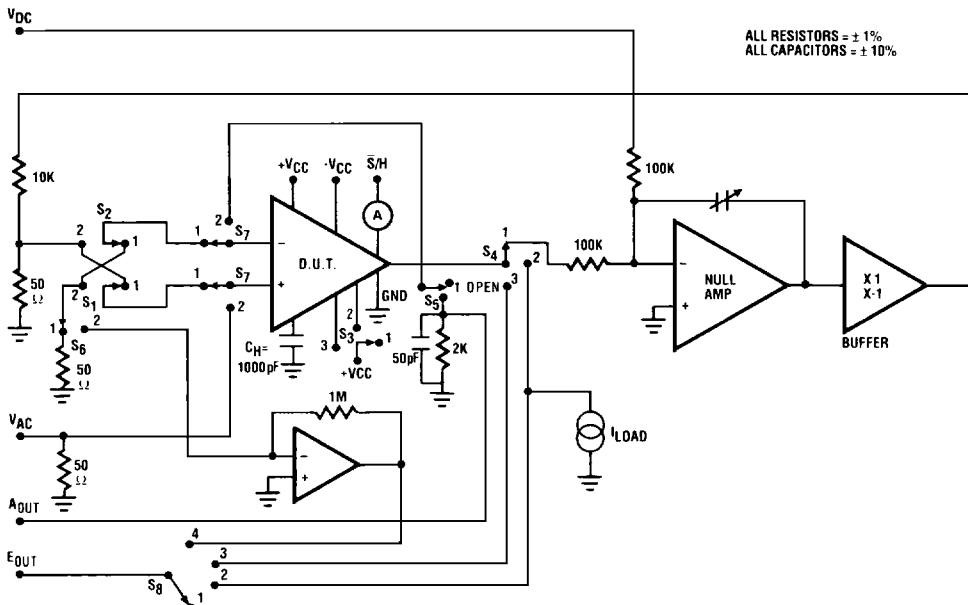 VDC
ALL RESISTORS = ± 1%
ALL CAPACITORS = ± 10%
+VCC
-VCC
S̅/H
10K
100K
A
S2
2
1
1
2
1
S7
-
D.U.T.
S4
1
2
3
100K
-
NULL
AMP
+
X 1
X-1
BUFFER
50
Ω
2
S1
1
1
S7
+
GND
1 OPEN
S5
2
1
S6
2
50
Ω
CH=
1000pF
3
2
S3
1
+VCC
50pF
2K
1M
VAC
50
Ω
-
+
ILOAD
AOUT
4
EOUT
3
S8
2
1